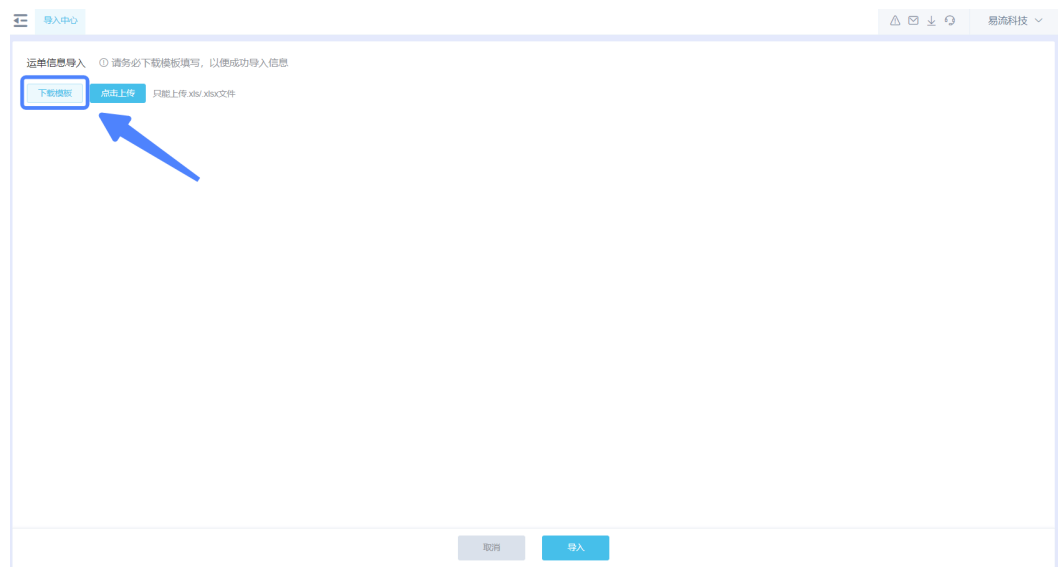 导入中心
易流科技
运单信息导入 请务必下载模板填写，以便成功导入信息
下载模板 点击上传 只能上传.xls/.xlsx文件
取消 导入